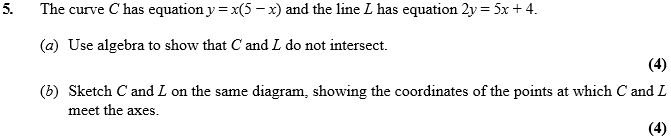 5. The curve C has equation y = x(5 − x) and the line L has equation 2y = 5x + 4.
(a) Use algebra to show that C and L do not intersect.
(4)
(b) Sketch C and L on the same diagram, showing the coordinates of the points at which C and L
meet the axes.
(4)